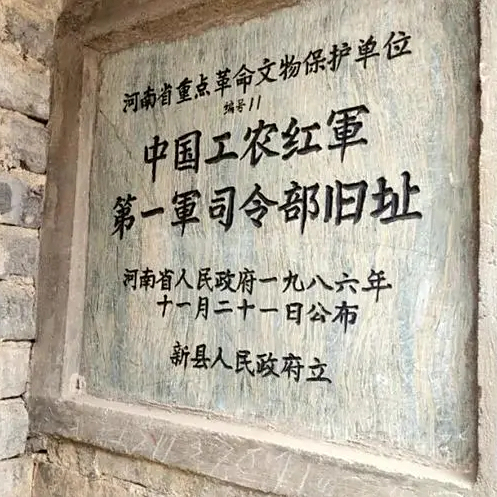 河南省重点革命文物保护单位
编号11
中国工农红軍
第一軍司令部旧址
河南省人民政府一九八六年
十一月二十一日公布
新县人民政府立